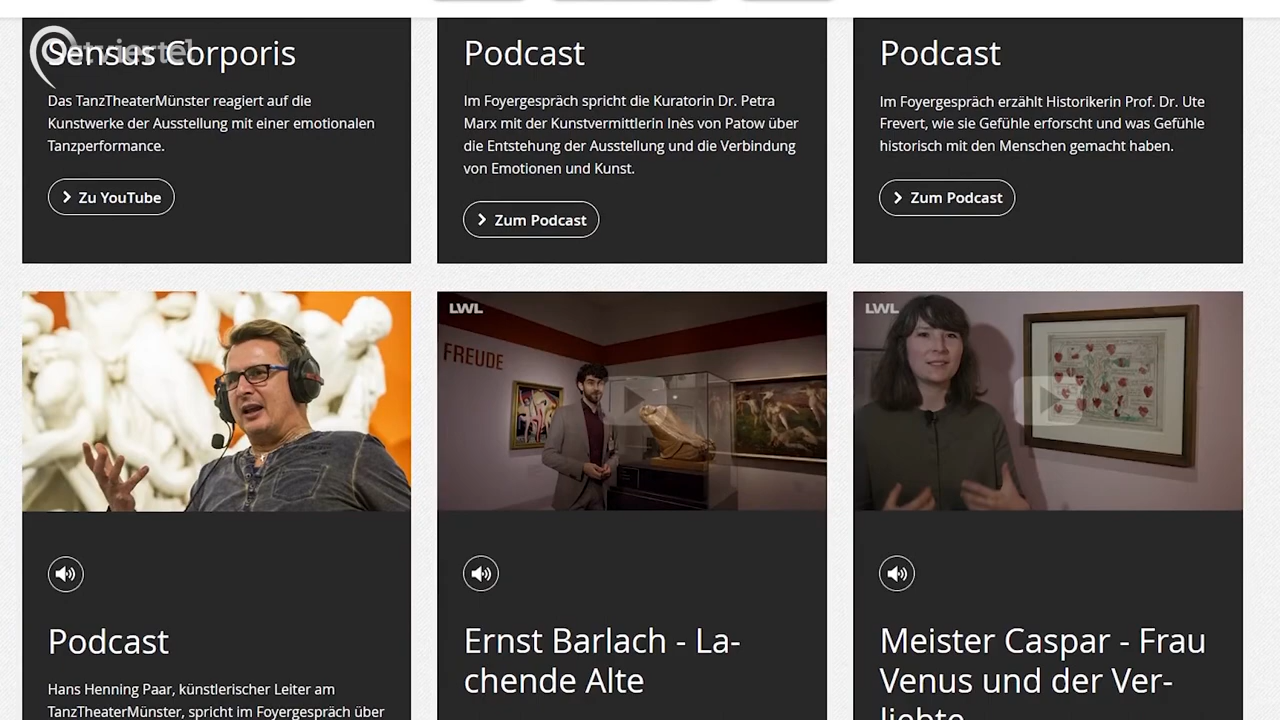 Sensus Corporis
Das TanzTheaterMünster reagiert auf die
Kunstwerke der Ausstellung mit einer emotionalen
Tanzperformance.
Zu YouTube
Podcast
Im Foyergespräch spricht die Kuratorin Dr. Petra
Marx mit der Kunstvermittlerin Inès von Patow über
die Entstehung der Ausstellung und die Verbindung
von Emotionen und Kunst.
Zum Podcast
Podcast
Im Foyergespräch erzählt Historikerin Prof. Dr. Ute
Frevert, wie sie Gefühle erforscht und was Gefühle
historisch mit den Menschen gemacht haben.
Zum Podcast
Podcast
Hans Henning Paar, künstlerischer Leiter am
TanzTheaterMünster, spricht im Foyergespräch über
LWL
FREUDE
Ernst Barlach - La-
chende Alte
LWL
Meister Caspar - Frau
Venus und der Ver-
liebte